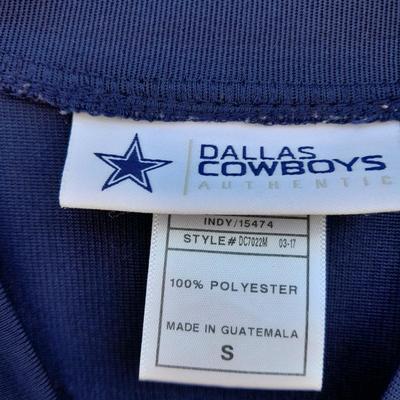 DALLAS
COWBOYS
AUTHENTIC
INDY/15474
STYLE# DC7022M 03-17
100% POLYESTER
MADE IN GUATEMALA
S